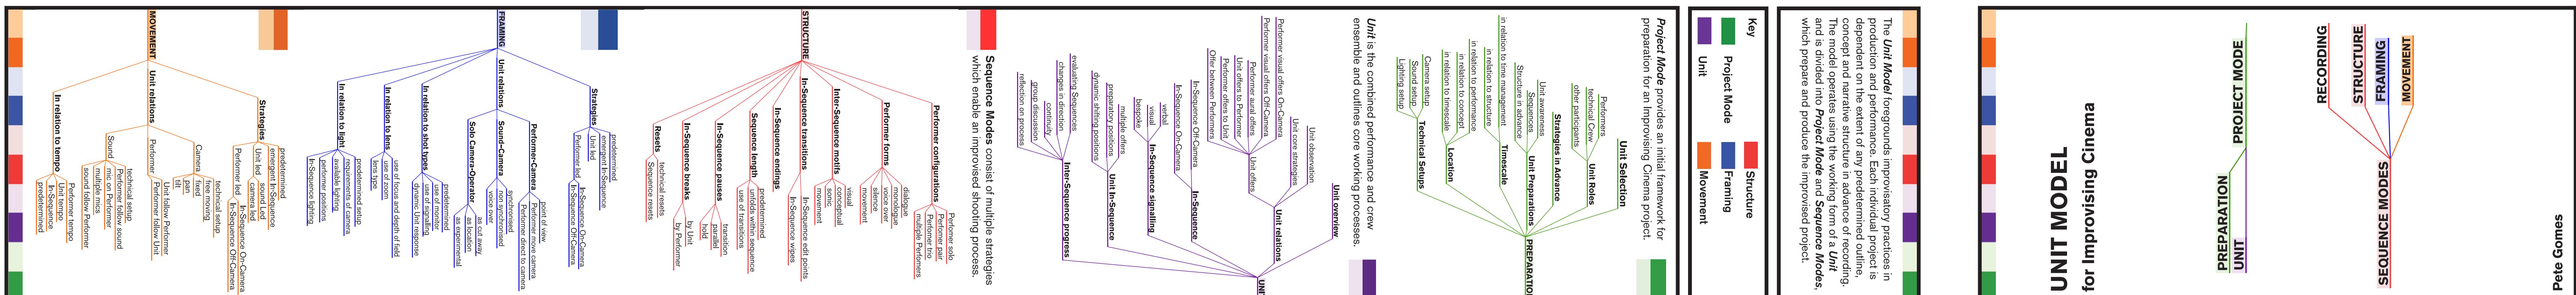 UNIT MODEL
for Improvising Cinema
PREPARATION
PROJECT MODE
UNIT
RECORDING
STRUCTURE
SEQUENCE MODES
FRAMING
MOVEMENT
Pete Gomes
The Unit Model foregrounds improvisatory practices in
production and performance. Each individual project is
dependent on the extent of any predetermined outline,
concept and narrative structure in advance of recording.
The model operates using the working form of a Unit
and is divided into Project Mode and Sequence Modes,
which prepare and produce the improvised project.
Key
Project Mode
Unit
Structure
Framing
Movement
Project Mode provides an initial framework for
preparation for an Improvising Cinema project.
PREPARATIO
Unit Selection
Unit Roles
Performers
technical Crew
other participants
Strategies in Advance
Unit Preparations
Unit awareness
Sequences
Structure in advance
Timescale
in relation to time management
in relation to structure
Location
in relation to performance
in relation to concept
in relation to timescale
Technical Setups
Camera setup
Sound setup
Lighting setup
Unit is the combined performance and crew
ensemble and outlines core working processes.
UNI
Unit overview
Unit relations
Unit observation
Unit core strategies
Unit offers
Performer visual offers On-Camera
Performer visual offers Off-Camera
Performer aural offers
Unit offers to Performer
Performer offers to Unit
Offer between Performers
In-Sequence
In-Sequence Off-Camera
In-Sequence On-Camera
In-Sequence signalling
verbal
visual
bespoke
Unit In-Sequence
multiple offers
preparatory positions
dynamic shifting positions
Inter-Sequence progress
evaluating Sequences
changes in direction
continuity
group discussion
reflection on process
Sequence Modes consist of multiple strategies
which enable an improvised shooting process.
STRUCTURE
Performer configurations
Performer solo
Performer pair
Perfomer trio
multiple Perfomers
Performer forms
dialogue
monologue
voice over
silence
movement
Inter-Sequence motifs
visual
conceptual
sonic
movement
In-Sequence transitions
In-Sequence edit points
In-Sequence wipes
In-Sequence endings
Sequence length
predetermined
unfolds within sequence
use of transitions
In-Sequence pauses
transition
parallel
hold
In-Sequence breaks
by Unit
by Performer
Resets
technical resets
Sequence resets
FRAMING
Strategies
predetermined
emergent In-Sequence
Unit led
Performer led
In-Sequence On-Camera
In-Sequence Off-Camera
Unit relations
Performer-Camera
point of view
Performer move camera
Performer direct to camera
Sound–Camera
synchronised
non synchronised
voice over
Solo Camera-Operator
as cut away
as location
as experimental
In relation to shot types
predetermined
use of monitor
use of signalling
dynamic Unit response
In relation to lens
use of focus and depth of field
use of zoom
lens type
In relation to light
predetermined setup
requirements of camera
available lighting
performer positions
In-Sequence lighting
MOVEMENT
Strategies
predetermined
emergent In-Sequence
Unit led
sound Led
camera Led
Performer led
In-Sequence On-Camera
In-Sequence Off-Camera
Unit relations
Camera
technical setup
free moving
fixed
pan
tilt
Performer
Unit follow Performer
Performer follow Unit
Sound
technical setup
Performer follow sound
mic on Performer
multiple mics
sound follow Performer
In relation to tempo
Performer tempo
Unit tempo
In-Sequence
predetermined